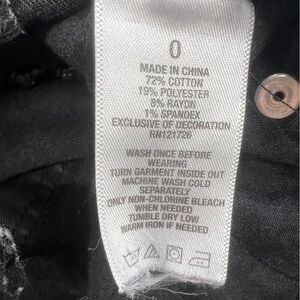 0
MADE IN CHINA
72% COTTON
19% POLYESTER
8% RAYON
1% SPANDEX
EXCLUSIVE OF DECORATION
RN121726
WASH ONCE BEFORE
WEARING
TURN GARMENT INSIDE OUT
MACHINE WASH COLD
SEPARATELY
ONLY NON-CHLORINE BLEACH
WHEN NEEDED
TUMBLE DRY LOW
WARM IRON IF NEEDED